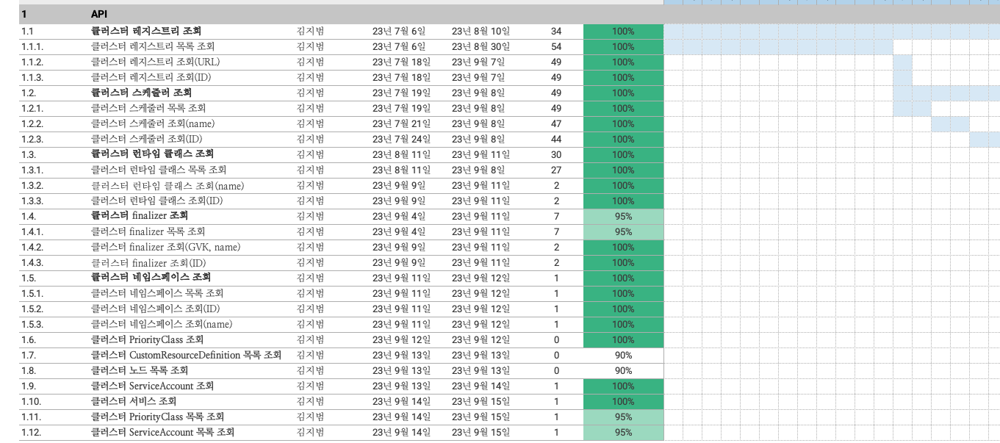 1 API
1.1 클러스터 레지스트리 조회 김지범 23년 7월 6일 23년 8월 10일 34 100%
1.1.1. 클러스터 레지스트리 목록 조회 김지범 23년 7월 6일 23년 8월 30일 54 100%
1.1.2. 클러스터 레지스트리 조회(URL) 김지범 23년 7월 18일 23년 9월 7일 49 100%
1.1.3. 클러스터 레지스트리 조회(ID) 김지범 23년 7월 18일 23년 9월 7일 49 100%
1.2. 클러스터 스케줄러 조회 김지범 23년 7월 19일 23년 9월 8일 49 100%
1.2.1. 클러스터 스케줄러 목록 조회 김지범 23년 7월 19일 23년 9월 8일 49 100%
1.2.2. 클러스터 스케줄러 조회(name) 김지범 23년 7월 21일 23년 9월 8일 47 100%
1.2.3. 클러스터 스케줄러 조회(ID) 김지범 23년 7월 24일 23년 9월 8일 44 100%
1.3. 클러스터 런타임 클래스 조회 김지범 23년 8월 11일 23년 9월 11일 30 100%
1.3.1. 클러스터 런타임 클래스 목록 조회 김지범 23년 8월 11일 23년 9월 8일 27 100%
1.3.2. 클러스터 런타임 클래스 조회(name) 김지범 23년 9월 9일 23년 9월 11일 2 100%
1.3.3. 클러스터 런타임 클래스 조회(ID) 김지범 23년 9월 9일 23년 9월 11일 2 100%
1.4. 클러스터 finalizer 조회 김지범 23년 9월 4일 23년 9월 11일 7 95%
1.4.1. 클러스터 finalizer 목록 조회 김지범 23년 9월 4일 23년 9월 11일 7 95%
1.4.2. 클러스터 finalizer 조회(GVK, name) 김지범 23년 9월 9일 23년 9월 11일 2 100%
1.4.3. 클러스터 finalizer 조회(ID) 김지범 23년 9월 9일 23년 9월 11일 2 100%
1.5. 클러스터 네임스페이스 조회 김지범 23년 9월 11일 23년 9월 12일 1 100%
1.5.1. 클러스터 네임스페이스 목록 조회 김지범 23년 9월 11일 23년 9월 12일 1 100%
1.5.2. 클러스터 네임스페이스 조회(ID) 김지범 23년 9월 11일 23년 9월 12일 1 100%
1.5.3. 클러스터 네임스페이스 조회(name) 김지범 23년 9월 11일 23년 9월 12일 1 100%
1.6. 클러스터 PriorityClass 조회 김지범 23년 9월 12일 23년 9월 12일 0 100%
1.7. 클러스터 CustomResourceDefinition 목록 조회 김지범 23년 9월 13일 23년 9월 13일 0 90%
1.8. 클러스터 노드 목록 조회 김지범 23년 9월 13일 23년 9월 13일 0 90%
1.9. 클러스터 ServiceAccount 조회 김지범 23년 9월 13일 23년 9월 14일 1 100%
1.10. 클러스터 서비스 조회 김지범 23년 9월 14일 23년 9월 15일 1 100%
1.11. 클러스터 PriorityClass 목록 조회 김지범 23년 9월 14일 23년 9월 15일 1 95%
1.12. 클러스터 ServiceAccount 목록 조회 김지범 23년 9월 14일 23년 9월 15일 1 95%